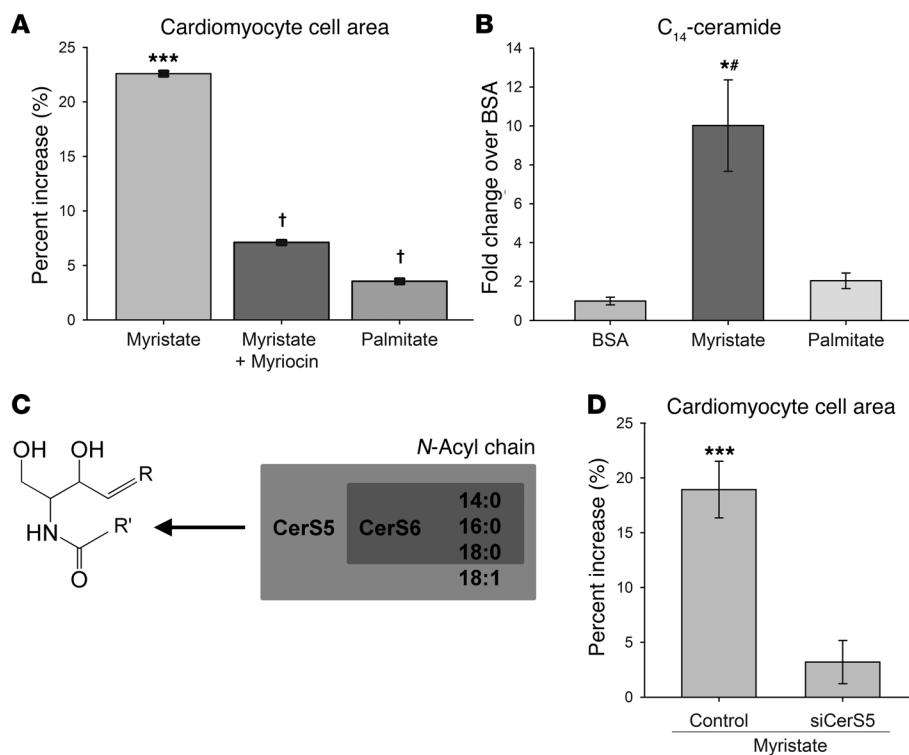 A
Cardiomyocyte cell area
Percent increase (%)
25
20
15
10
5
0
***
†
†
Myristate
Myristate
+ Myriocin
Palmitate
B
C14-ceramide
Fold change over BSA
14
12
10
8
6
4
2
0
*#
BSA
Myristate
Palmitate
C
OH
OH
R
HN
R'
O
N-Acyl chain
CerS5
CerS6
14:0
16:0
18:0
18:1
D
Cardiomyocyte cell area
Percent increase (%)
25
20
15
10
5
0
***
Control
siCerS5
Myristate